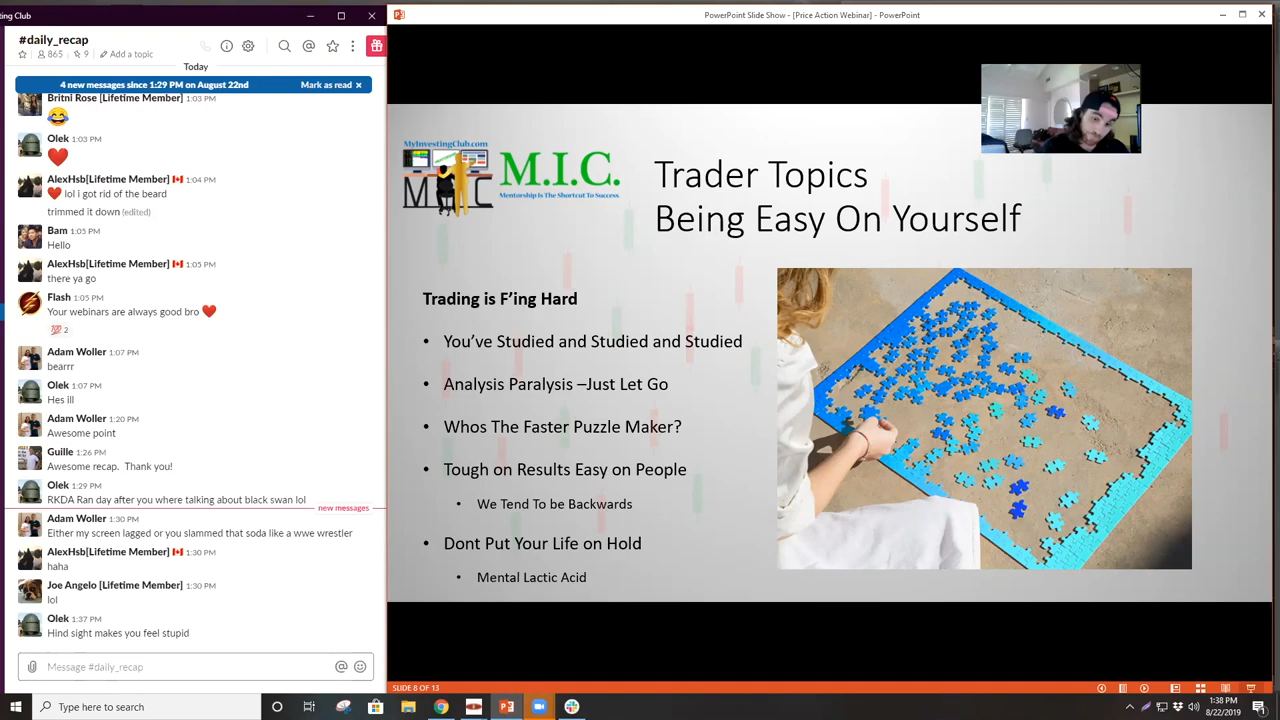 ting Club
#daily_recap
865
9
Add a topic
Today
4 new messages since 1:29 PM on August 22nd
Mark as read ×
Britni Rose [Lifetime Member] 1:03 PM
Olek 1:03 PM
AlexHsb[Lifetime Member] 1:04 PM
lol i got rid of the beard
trimmed it down (edited)
Bam 1:05 PM
Hello
AlexHsb[Lifetime Member] 1:05 PM
there ya go
Flash 1:05 PM
Your webinars are always good bro
2
Adam Woller 1:07 PM
bearrr
Olek 1:07 PM
Hes ill
Adam Woller 1:20 PM
Awesome point
Guille 1:26 PM
Awesome recap. Thank you!
Olek 1:29 PM
RKDA Ran day after you where talking about black swan lol
new messages
Adam Woller 1:30 PM
Either my screen lagged or you slammed that soda like a wwe wrestler
AlexHsb[Lifetime Member] 1:30 PM
haha
Joe Angelo [Lifetime Member] 1:30 PM
lol
Olek 1:37 PM
Hind sight makes you feel stupid
Message #daily_recap
PowerPoint Slide Show - [Price Action Webinar] - PowerPoint
MyInvestingClub.com
MIC
M.I.C.
Mentorship Is The Shortcut To Success.
Trader Topics
Being Easy On Yourself
Trading is F'ing Hard
• You've Studied and Studied and Studied
• Analysis Paralysis –Just Let Go
• Whos The Faster Puzzle Maker?
• Tough on Results Easy on People
• We Tend To be Backwards
• Dont Put Your Life on Hold
• Mental Lactic Acid
SLIDE 8 OF 13
Type here to search
1:38 PM
8/22/2019